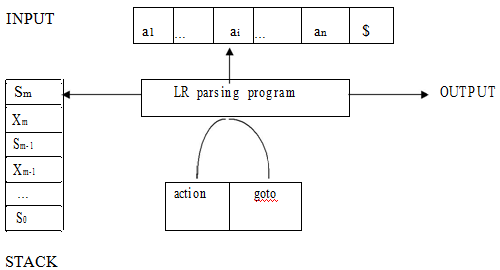 INPUT
a1 ... ai ... an $
Sm
LR parsing program
OUTPUT
Xm
Sm-1
Xm-1
action goto
...
S0
STACK